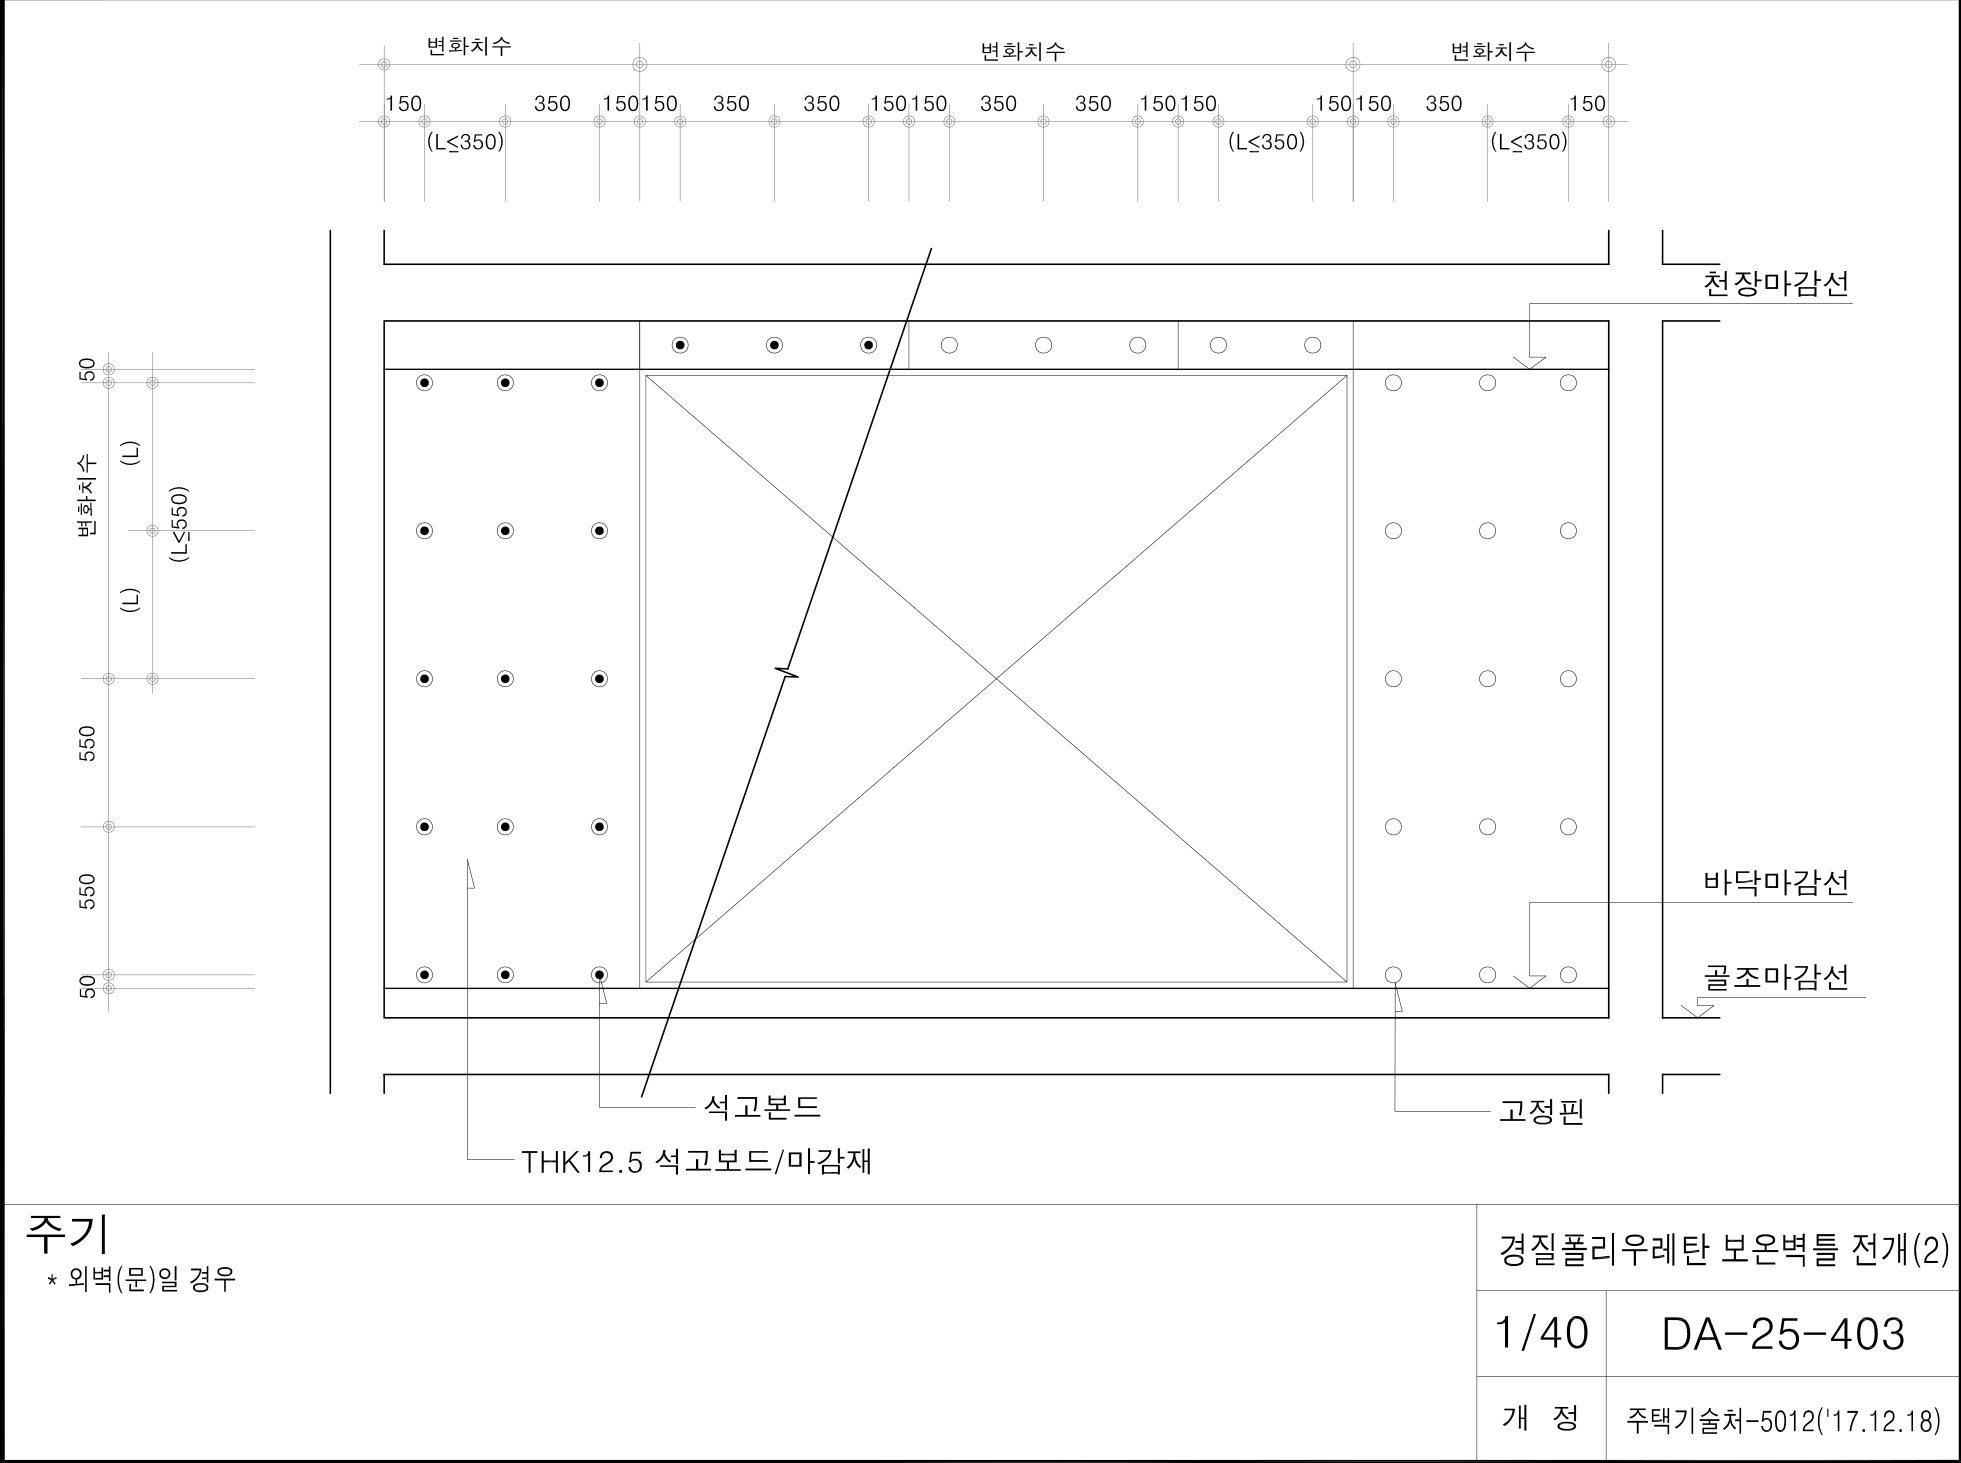 변화치수 변화치수 변화치수
150 350 150 150 350 350 150 150 350 350 150 150 150 150 350 150
(L≤350) (L≤350) (L≤350)
천장마감선
50
변화치수
(L)
(L≤550)
(L)
550
550
50
바닥마감선
골조마감선
석고본드
고정핀
THK12.5 석고보드/마감재
주기
* 외벽(문)일 경우
경질폴리우레탄 보온벽틀 전개(2)
1/40 DA-25-403
개 정 주택기술처-5012('17.12.18)